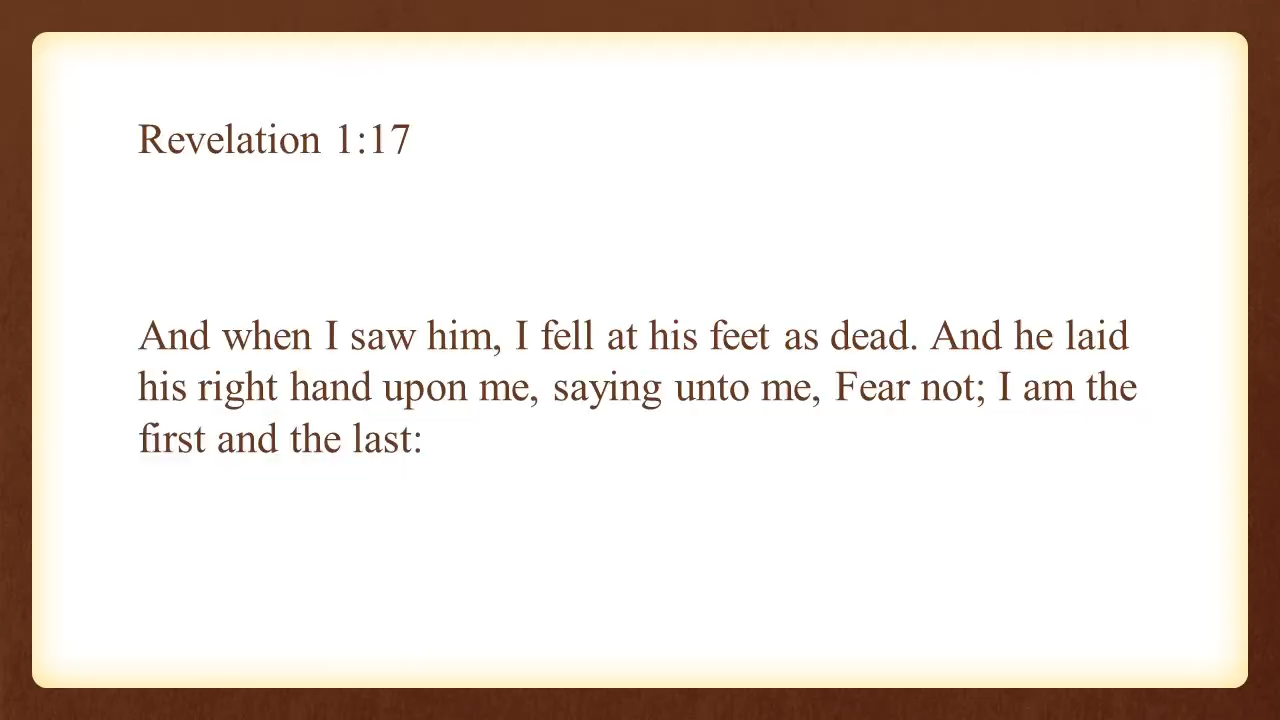 Revelation 1:17
And when I saw him, I fell at his feet as dead. And he laid
his right hand upon me, saying unto me, Fear not; I am the
first and the last: